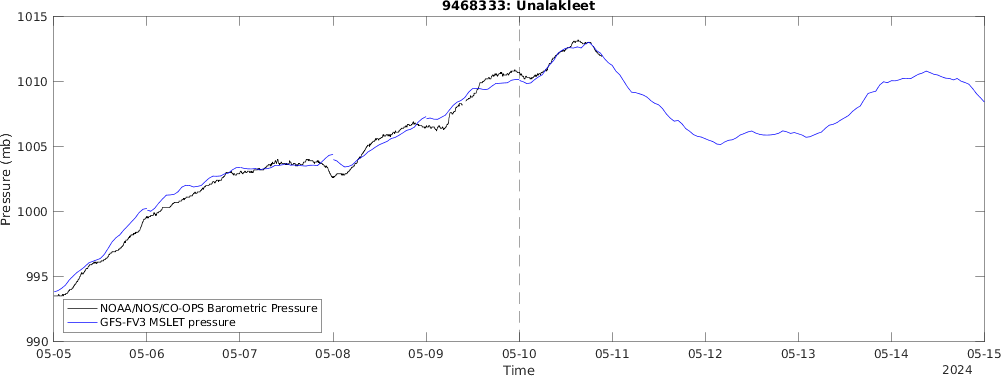 9468333: Unalakleet
1015
1010
1005
1000
995
990
Pressure (mb)
NOAA/NOS/CO-OPS Barometric Pressure
GFS-FV3 MSLET pressure
05-05 05-06 05-07 05-08 05-09 05-10 05-11 05-12 05-13 05-14 05-15
Time
2024